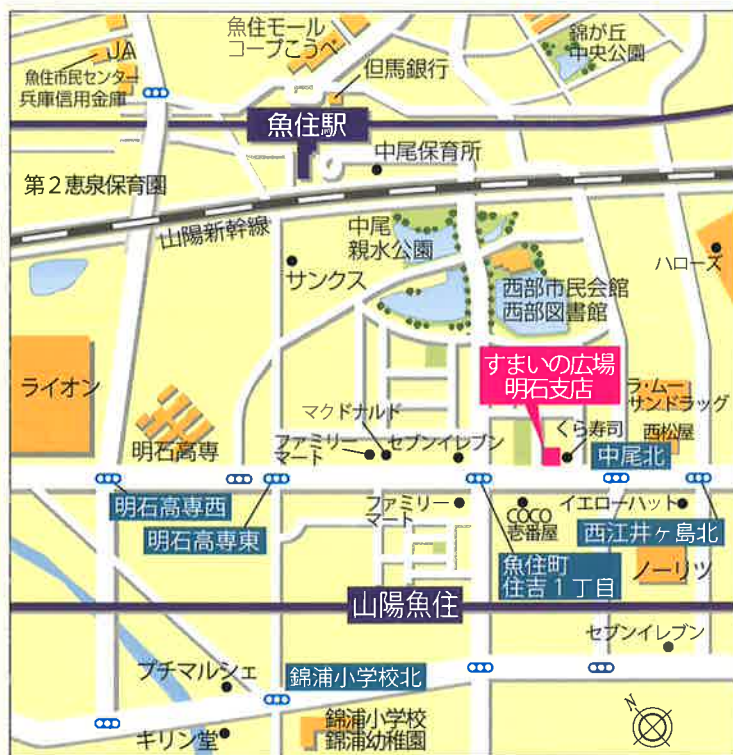 魚住モール
コープこうべ
錦が丘
中央公園
JA
魚住市民センター
兵庫信用金庫
但馬銀行
魚住駅
中尾保育所
第2恵泉保育園
山陽新幹線
中尾
親水公園
サンクス
ハローズ
西部市民会館
西部図書館
すまいの広場
明石支店
ライオン
ラ・ムー
サンドラッグ
マクドナルド
くら寿司
西松屋
明石高専
ファミリー
マート
セブンイレブン
中尾北
明石高専西
ファミリー
マート
COCO
壱番屋
イエローハット
明石高専東
西江井ヶ島北
魚住町
住吉1丁目
ノーリツ
山陽魚住
セブンイレブン
プチマルシェ
錦浦小学校北
キリン堂
錦浦小学校
錦浦幼稚園
N